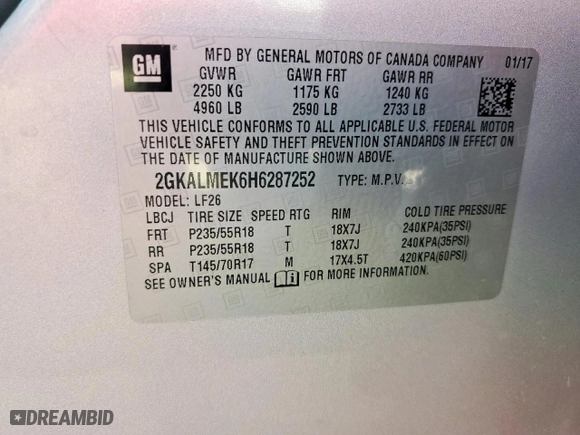 GM
MFD BY GENERAL MOTORS OF CANADA COMPANY 01/17
GVWR GAWR FRT GAWR RR
2250 KG 1175 KG 1240 KG
4960 LB 2590 LB 2733 LB
THIS VEHICLE CONFORMS TO ALL APPLICABLE U.S. FEDERAL MOTOR
VEHICLE SAFETY AND THEFT PREVENTION STANDARDS IN EFFECT ON
THE DATE OF MANUFACTURE SHOWN ABOVE.
2GKALMEK6H6287252 TYPE: M.P.V.
MODEL: LF26
LBCJ TIRE SIZE SPEED RTG RIM COLD TIRE PRESSURE
FRT P235/55R18 T 18X7J 240KPA(35PSI)
RR P235/55R18 T 18X7J 240KPA(35PSI)
SPA T145/70R17 M 17X4.5T 420KPA(60PSI)
SEE OWNER'S MANUAL FOR MORE INFORMATION.
DREAMBID